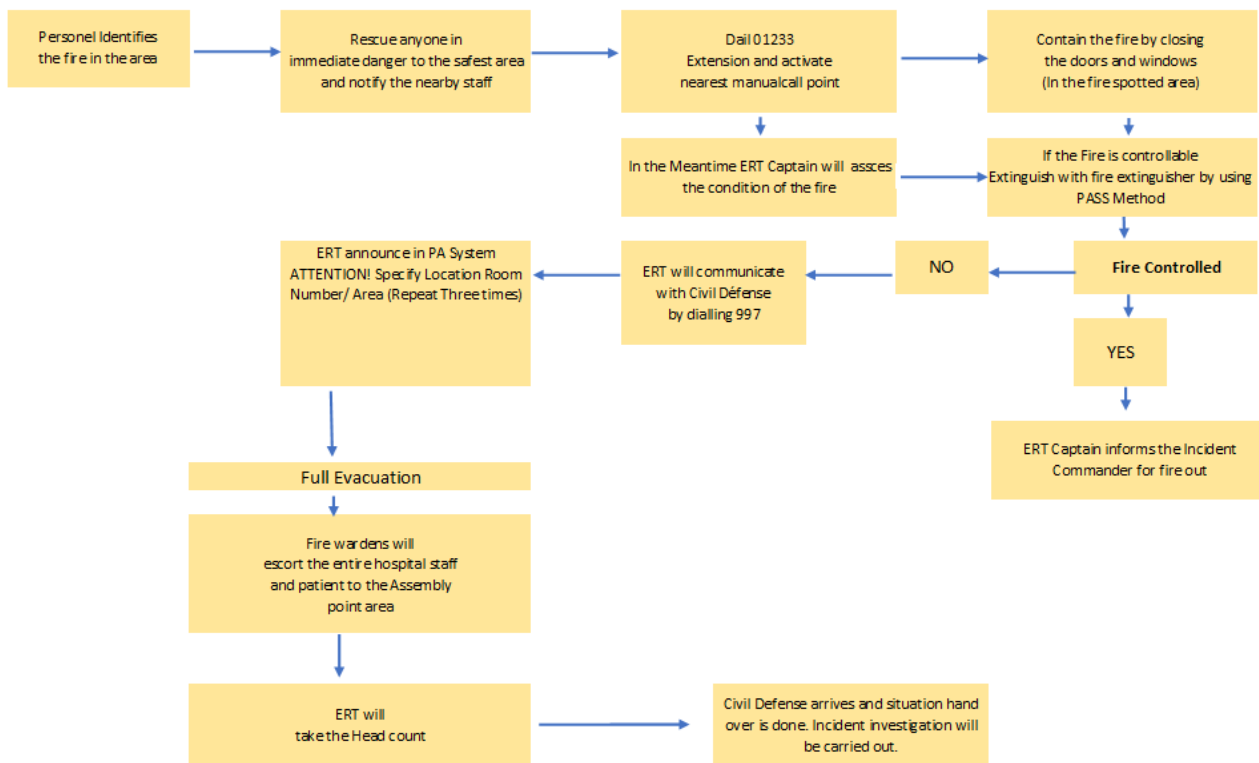 Personel Identifies
the fire in the area
Rescue anyone in
immediate danger to the safest area
and notify the nearby staff
Dail 01233
Extension and activate
nearest manualcall point
Contain the fire by closing
the doors and windows
(In the fire spotted area)
In the Meantime ERT Captain will assces
the condition of the fire
If the Fire is controllable
Extinguish with fire extinguisher by using
PASS Method
ERT announce in PA System
ATTENTION! Specify Location Room
Number/ Area (Repeat Three times)
ERT will communicate
with Civil Défense
by dialling 997
NO
Fire Controlled
YES
ERT Captain informs the Incident
Commander for fire out
Full Evacuation
Fire wardens will
escort the entire hospital staff
and patient to the Assembly
point area
ERT will
take the Head count
Civil Defense arrives and situation hand
over is done. Incident investigation will
be carried out.